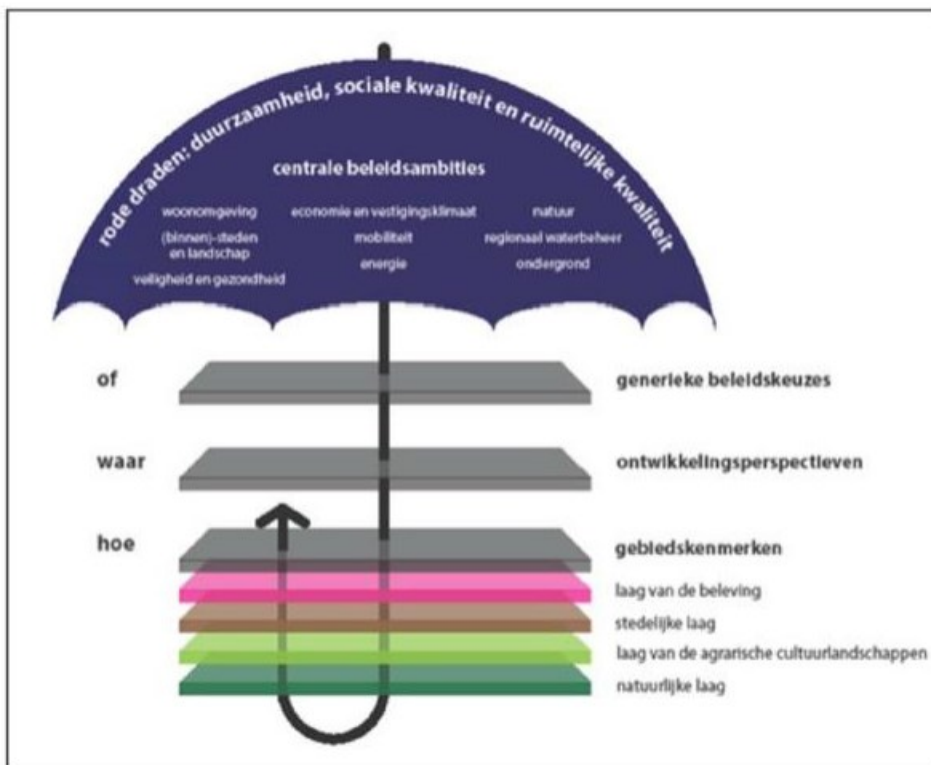 rode draden: duurzaamheid, sociale kwaliteit en ruimtelijke kwaliteit
centrale beleidsambities
woonomgeving
(binnen)-steden
en landschap
veiligheid en gezondheid
economie en vestigingsklimaat
mobiliteit
energie
natuur
regionaal waterbeheer
ondergrond
of
generieke beleidskeuzes
waar
ontwikkelingsperspectieven
hoe
gebiedskenmerken
laag van de beleving
stedelijke laag
laag van de agrarische cultuurlandschappen
natuurlijke laag